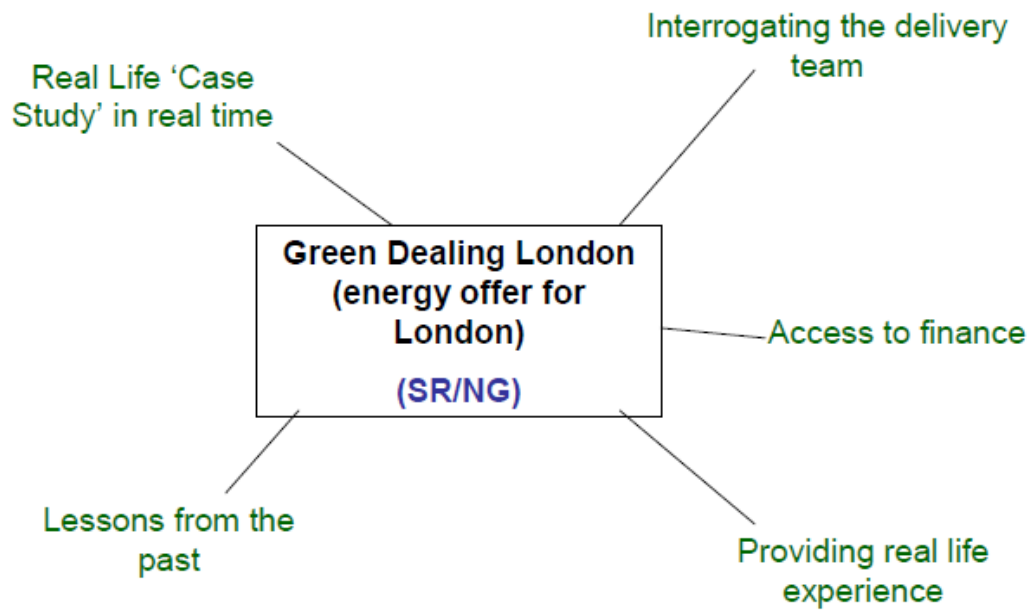 Interrogating the delivery
team
Real Life ‘Case
Study’ in real time
Green Dealing London
(energy offer for
London)
(SR/NG)
Access to finance
Lessons from the
past
Providing real life
experience